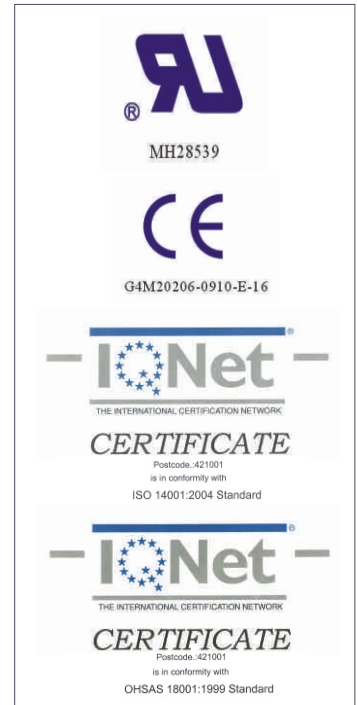 ®
MH28539
CE
G4M20206-0910-E-16
IQNet®
THE INTERNATIONAL CERTIFICATION NETWORK
CERTIFICATE
Postcode.:421001
is in conformity with
ISO 14001:2004 Standard
IQNet®
THE INTERNATIONAL CERTIFICATION NETWORK
CERTIFICATE
Postcode.:421001
is in conformity with
OHSAS 18001:1999 Standard